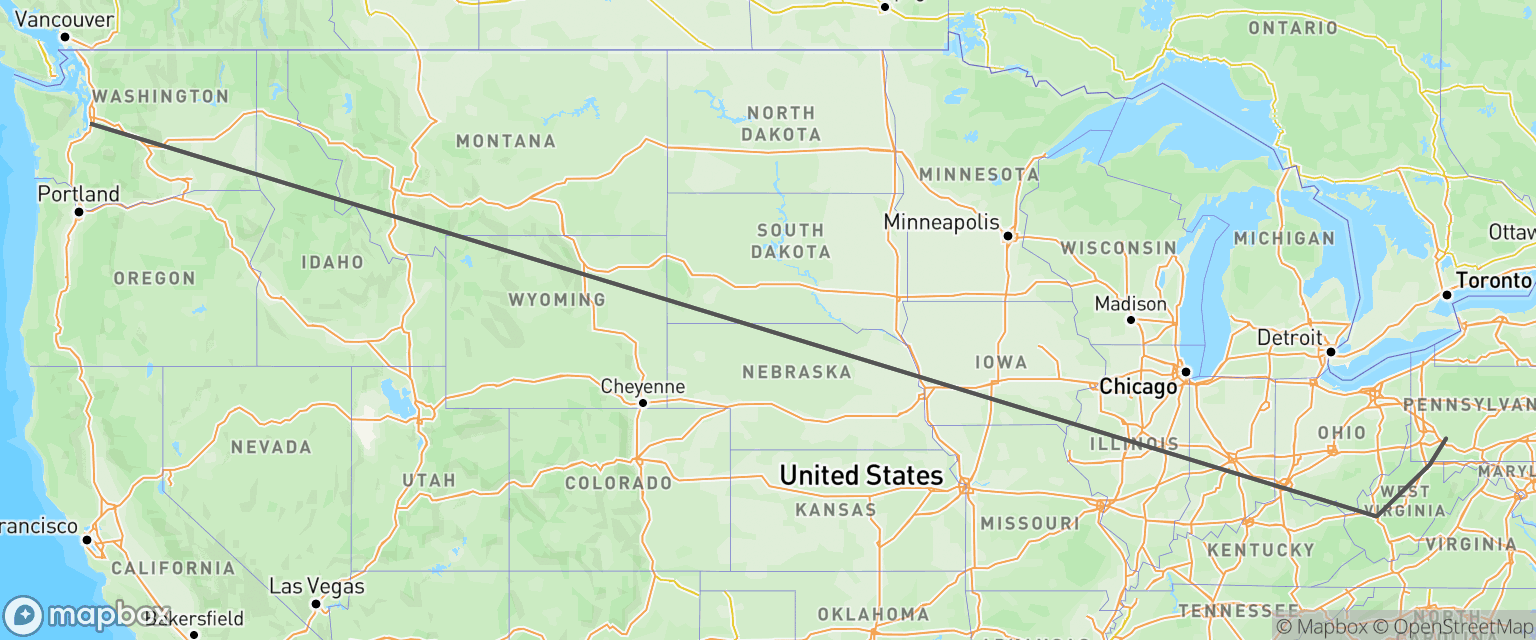 Vancouver
ONTARIO
WASHINGTON
MONTANA
NORTH
DAKOTA
MINNESOTA
Portland
Minneapolis
Ottaw
SOUTH
DAKOTA
WISCONSIN
MICHIGAN
OREGON
IDAHO
WYOMING
Toronto
Madison
Detroit
IOWA
NEBRASKA
Cheyenne
Chicago
PENNSYLVAN
NEVADA
ILLINOIS
OHIO
UTAH
COLORADO
United States
MARYL
WEST
VIRGINIA
KANSAS
MISSOURI
rancisco
KENTUCKY
VIRGINIA
CALIFORNIA
Las Vegas
mapbox
Bakersfield
OKLAHOMA
TENNESSEE
NORTH
© Mapbox © OpenStreetMap